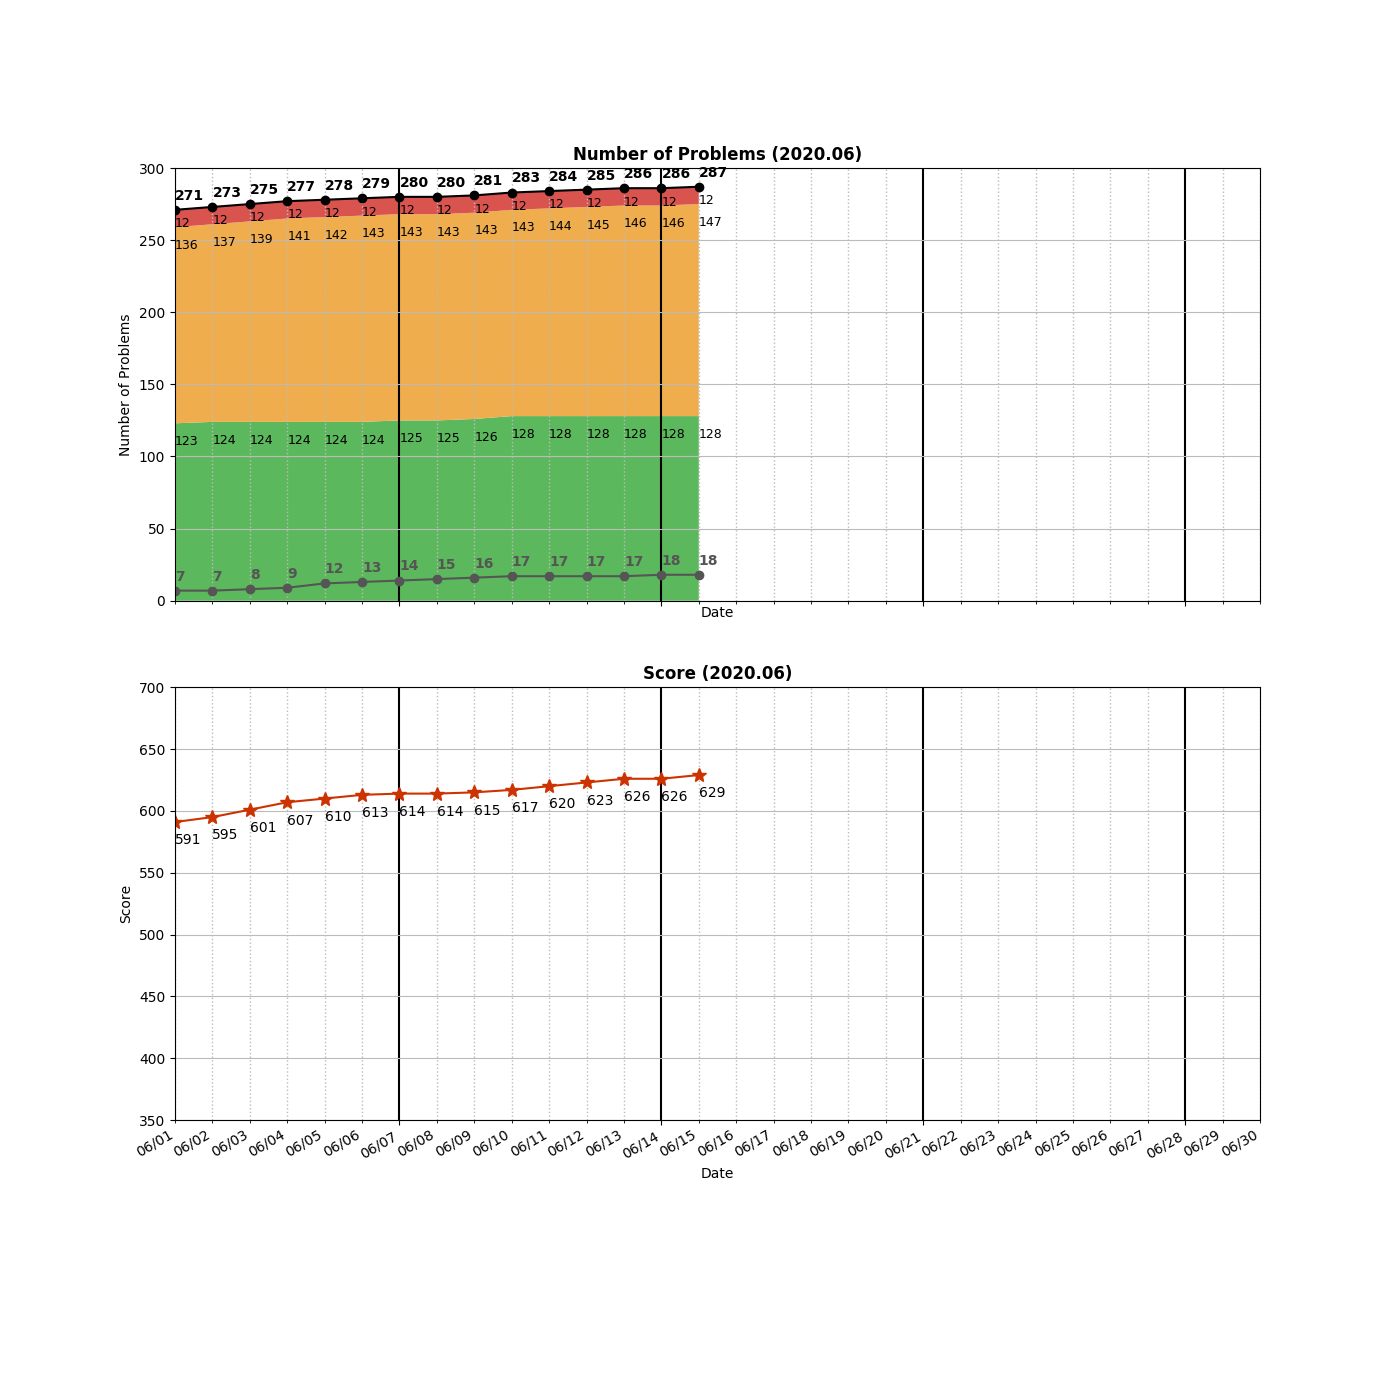 Number of Problems (2020.06)
300
250
200
150
100
50
0
Number of Problems
271 273 275 277 278 279 280 280 281 283 284 285 286 286 287
12 12 12 12 12 12 12 12 12 12 12 12 12 12 12
136 137 139 141 142 143 143 143 143 143 144 145 146 146 147
123 124 124 124 124 124 125 125 126 128 128 128 128 128 128
7 7 8 9 12 13 14 15 16 17 17 17 17 18 18
Date
Score (2020.06)
700
650
600
550
500
450
400
350
Score
591 595 601 607 610 613 614 614 615 617 620 623 626 626 629
06/01 06/02 06/03 06/04 06/05 06/06 06/07 06/08 06/09 06/10 06/11 06/12 06/13 06/14 06/15 06/16 06/17 06/18 06/19 06/20 06/21 06/22 06/23 06/24 06/25 06/26 06/27 06/28 06/29 06/30
Date